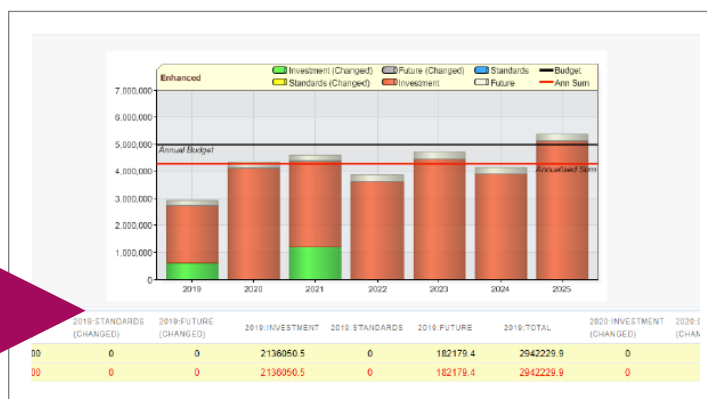 Enhanced
Investment (Changed) Future (Changed) Standards Budget
Standards (Changed) Investment Future Ann Sum
7.000,000
6.000,000
5.000,000
Annual Budget
4.000,000
Annualised Sum
3.000,000
2.000,000
1.000,000
0
2019 2020 2021 2022 2023 2024 2025
2019:STANDARDS (CHANGED) 2019:FUTURE (CHANGED) 2019:INVESTMENT 2019:STANDARDS 2019:FUTURE 2019:TOTAL 2020:INVESTMENT (CHANGED)
00 0 0 2136050.5 0 182179.4 2942229.9 0
00 0 0 2136050.5 0 182179.4 2942229.9 0